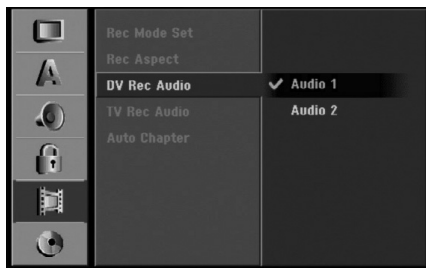 Rec Mode Set
Rec Aspect
DV Rec Audio
TV Rec Audio
Auto Chapter
Audio 1
Audio 2